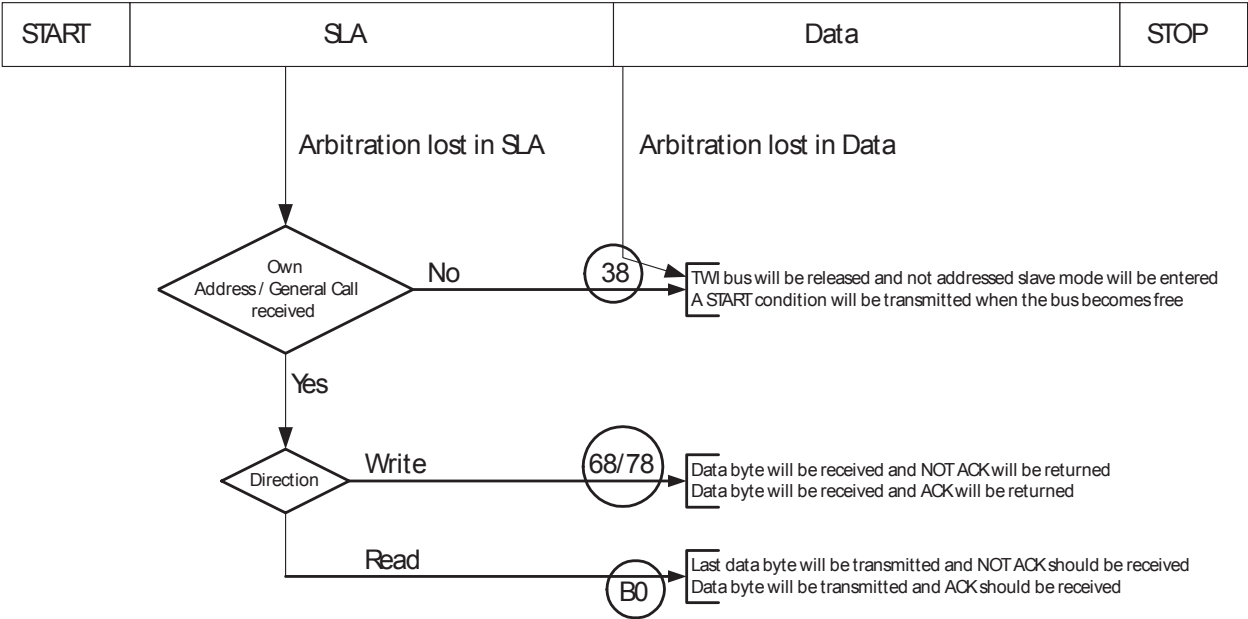 START SLA Data STOP
Arbitration lost in SLA Arbitration lost in Data
Own
Address / General Call
received
No
38
TWI bus will be released and not addressed slave mode will be entered
A START condition will be transmitted when the bus becomes free
Yes
Direction
Write
68/78
Data byte will be received and NOT ACK will be returned
Data byte will be received and ACK will be returned
Read
B0
Last data byte will be transmitted and NOT ACK should be received
Data byte will be transmitted and ACK should be received